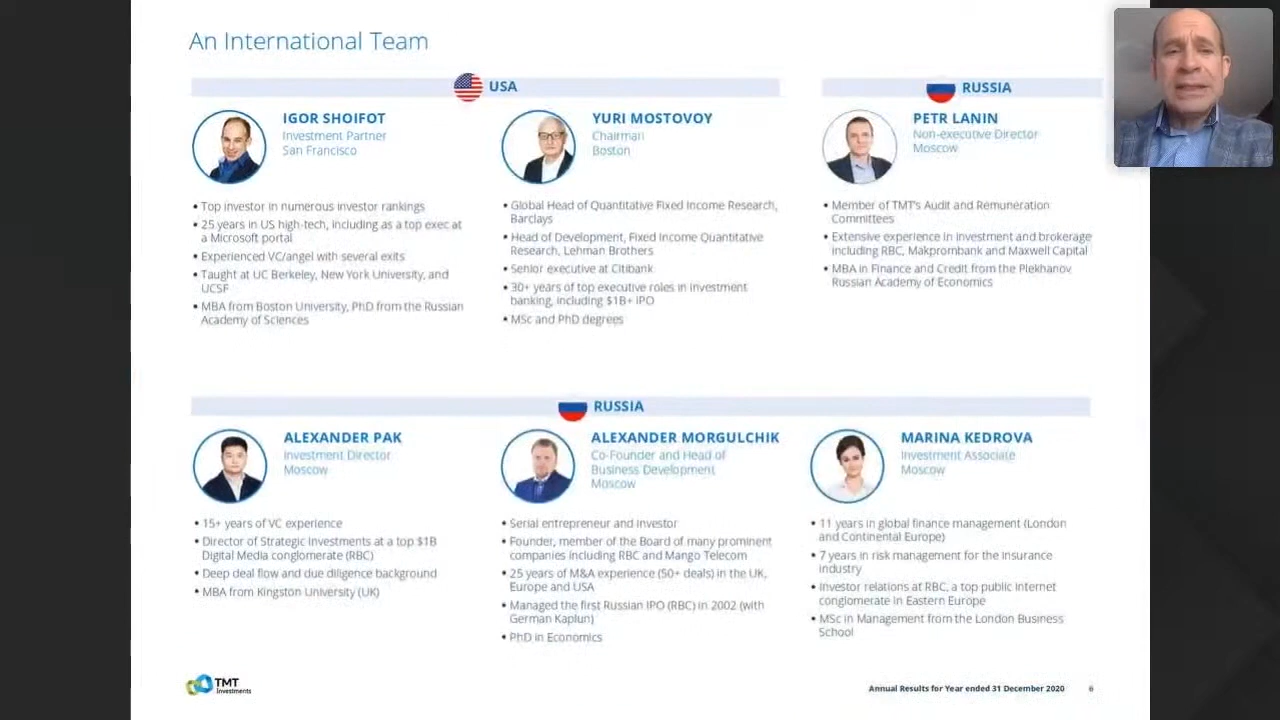 An International Team
USA
RUSSIA
IGOR SHOIFOT
Investment Partner
San Francisco
• Top investor in numerous investor rankings
• 25 years in US high-tech, including as a top exec at
a Microsoft portal
• Experienced VC/angel with several exits
• Taught at UC Berkeley, New York University, and
UCSF
• MBA from Boston University, PhD from the Russian
Academy of Sciences
YURI MOSTOVOY
Chairman
Boston
• Global Head of Quantitative Fixed Income Research,
Barclays
• Head of Development, Fixed Income Quantitative
Research, Lehman Brothers
• Senior executive at Citibank
• 30+ years of top executive roles in investment
banking, including $1B+ IPO
• MSc and PhD degrees
PETR LANIN
Non-executive Director
Moscow
• Member of TMT's Audit and Remuneration
Committees
• Extensive experience in investment and brokerage
including RBC, Makprombank and Maxwell Capital
• MBA in Finance and Credit from the Plekhanov
Russian Academy of Economics
RUSSIA
ALEXANDER PAK
Investment Director
Moscow
• 15+ years of VC experience
• Director of Strategic Investments at a top $1B
Digital Media conglomerate (RBC)
• Deep deal flow and due diligence background
• MBA from Kingston University (UK)
ALEXANDER MORGULCHIK
Co-Founder and Head of
Business Development
Moscow
• Serial entrepreneur and investor
• Founder, member of the Board of many prominent
companies including RBC and Mango Telecom
• 25 years of M&A experience (50+ deals) in the UK,
Europe and USA
• Managed the first Russian IPO (RBC) in 2002 (with
German Kaplun)
• PhD in Economics
MARINA KEDROVA
Investment Associate
Moscow
• 11 years in global finance management (London
and Continental Europe)
• 7 years in risk management for the insurance
industry
• Investor relations at RBC, a top public internet
conglomerate in Eastern Europe
• MSc in Management from the London Business
School
TMT
Investments
Annual Results for Year ended 31 December 2020 6